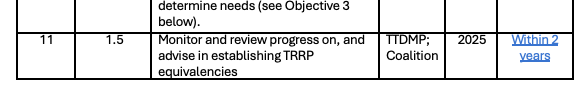 determine needs (see Objective 3
below).
11 1.5 Monitor and review progress on, and TTDMP; 2025 Within 2
advise in establishing TRRP Coalition years
equivalencies